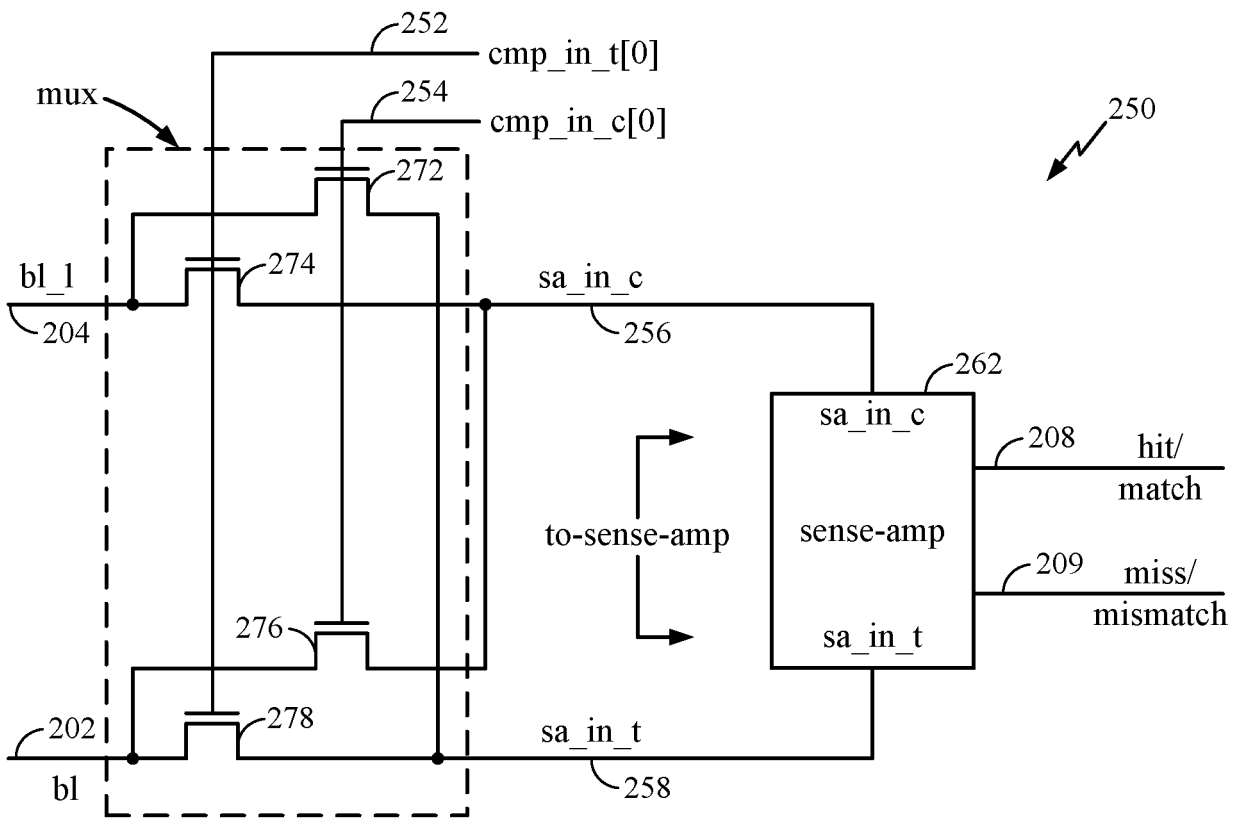 252
cmp_in_t[0]
mux
254
cmp_in_c[0]
250
272
bl_l
274
sa_in_c
204
256
262
sa_in_c
208
hit/
match
to-sense-amp
sense-amp
209
miss/
mismatch
276
sa_in_t
202
278
sa_in_t
bl
258